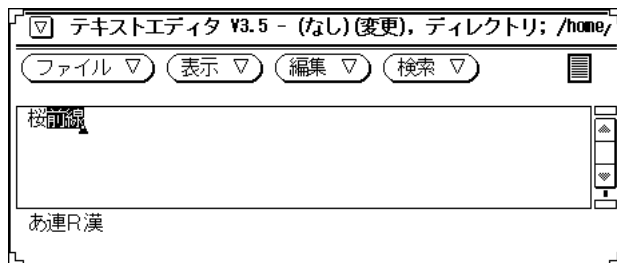 テキストエディタ V3.5 - (なし)(変更), ディレクトリ; /home/
ファイル ▽ 表示 ▽ 編集 ▽ 検索 ▽
桜前線
あ連R漢